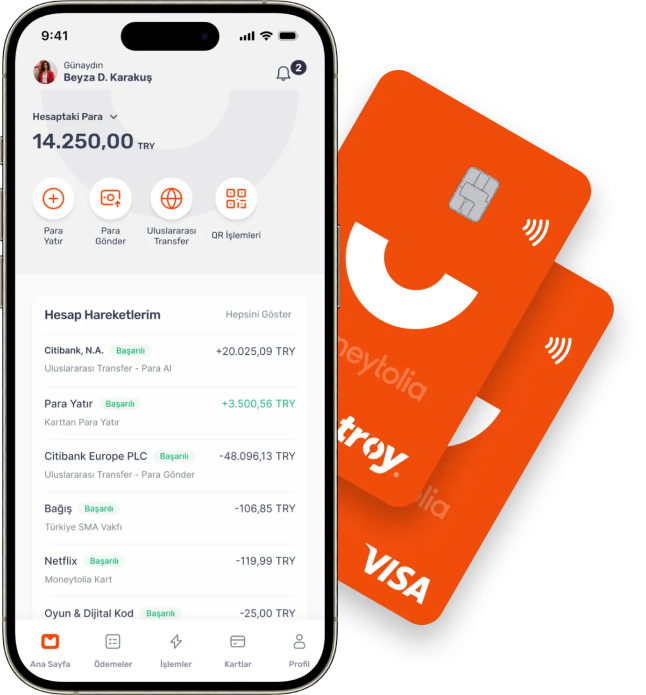 9:41
Günaydın
Beyza D. Karakuş
2
Hesaptaki Para
14.250,00 TRY
Para Yatır
Para Gönder
Uluslararası Transfer
QR İşlemleri
Hesap Hareketlerim
Hepsini Göster
Citibank, N.A. Başarılı +20.025,09 TRY
Uluslararası Transfer - Para Al
Para Yatır Başarılı +3.500,56 TRY
Karttan Para Yatır
Citibank Europe PLC Başarılı -48.096,13 TRY
Uluslararası Transfer - Para Gönder
Bağış Başarılı -106,85 TRY
Türkiye SMA Vakfı
Netflix Başarılı -119,99 TRY
Moneytolia Kart
Oyun & Dijital Kod Başarılı -25,00 TRY
Ana Sayfa
Ödemeler
İşlemler
Kartlar
Profil
neytolia
troy
lia
VISA